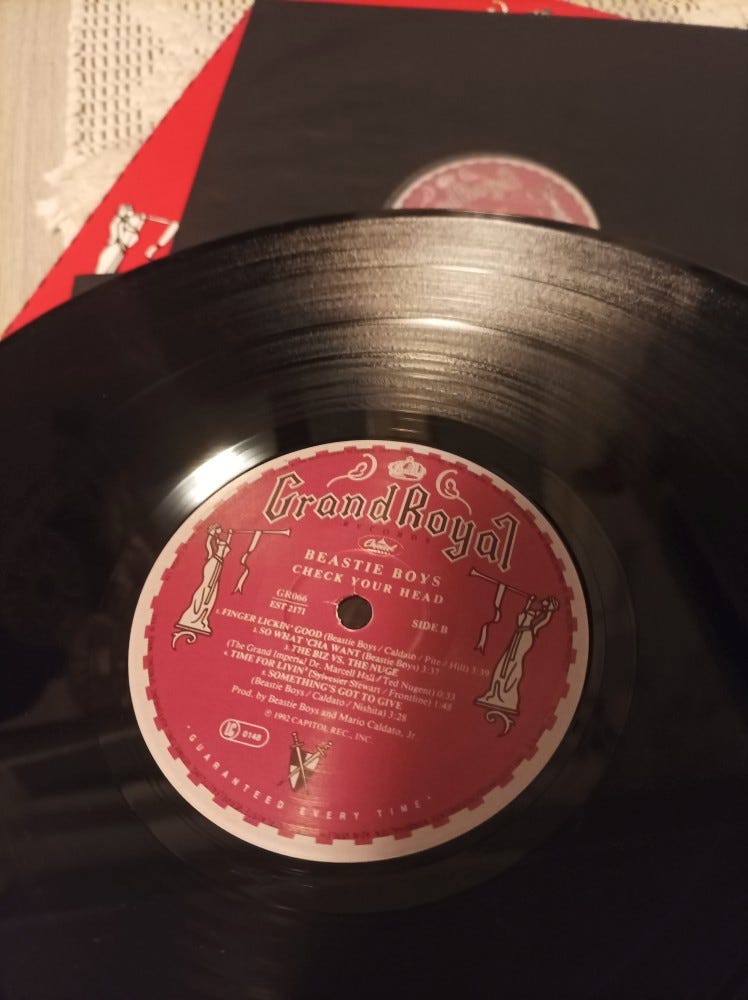 Grand Royal
RECORDS
Capitol
BEASTIE BOYS
CHECK YOUR HEAD
GR066
EST 2171
SIDE B
1. FINGER LICKIN' GOOD (Beastie Boys / Caldato / Pite / Hill) 3:39
2. SO WHAT 'CHA WANT (Beastie Boys) 3:37
3. THE BIZ VS. THE NUGE
(The Grand Imperial Dr. Marcell Hall / Ted Nugent) 0:33
4. TIME FOR LIVIN' (Sylvester Stewart / Frontline) 1:48
5. SOMETHING'S GOT TO GIVE
(Beastie Boys / Caldato / Nishita) 3:28
Prod. by Beastie Boys and Mario Caldato, Jr
℗ 1992 CAPITOL REC., INC.
LC 0148
· GUARANTEED EVERY TIME ·